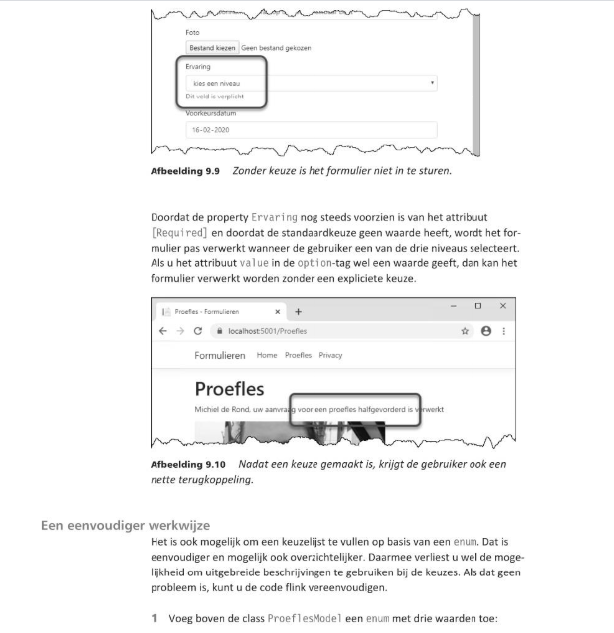 Foto
Bestand kiezen Geen bestand gekozen
Ervaring
kies een niveau
Dit veld is verplicht
Voorkeursdatum
16-02-2020
Afbeelding 9.9 Zonder keuze is het formulier niet in te sturen.
Doordat de property Ervaring nog steeds voorzien is van het attribuut
[Required] en doordat de standaardkeuze geen waarde heeft, wordt het for-
mulier pas verwerkt wanneer de gebruiker een van de drie niveaus selecteert.
Als u het attribuut value in de option-tag wel een waarde geeft, dan kan het
formulier verwerkt worden zonder een expliciete keuze.
Proefles - Formulieren × +
localhost:5001/Proefles
Formulieren Home Proefles Privacy
Proefles
Michiel de Rond, uw aanvraag voor een proefles halfgevorderd is verwerkt
Afbeelding 9.10 Nadat een keuze gemaakt is, krijgt de gebruiker ook een
nette terugkoppeling.
Een eenvoudiger werkwijze
Het is ook mogelijk om een keuzelijst te vullen op basis van een enum. Dat is
eenvoudiger en mogelijk ook overzichtelijker. Daarmee verliest u wel de moge-
lijkheid om uitgebreide beschrijvingen te gebruiken bij de keuzes. Als dat geen
probleem is, kunt u de code flink vereenvoudigen.
1 Voeg boven de class ProeflesModel een enum met drie waarden toe: